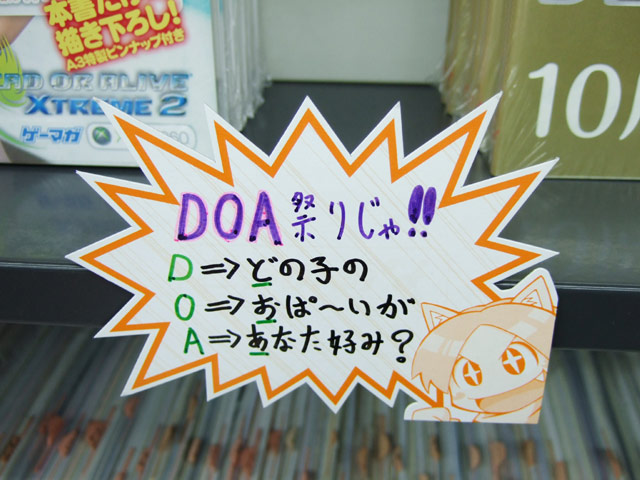 本書だけ
描き下ろし!
A3特製ピンナップ付き
EAD OR ALIVE
XTREME 2
ゲーマガ
10
DOA祭りじゃ!!
D⇒どの子の
O⇒おぱ～いが
A⇒あなた好み?